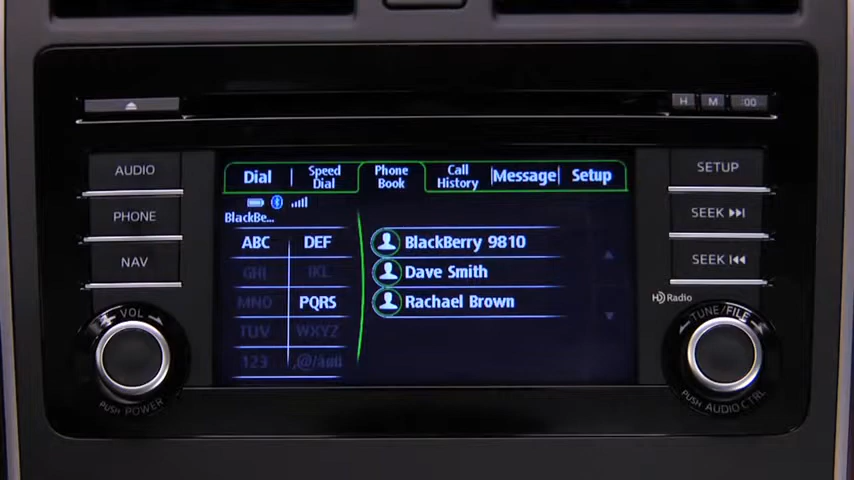 H M :00
AUDIO
PHONE
NAV
Dial
Speed
Dial
Phone
Book
Call
History
Message
Setup
BlackBe...
ABC DEF
GHI JKL
MNO PQRS
TUV WXYZ
123 .@/äøü
BlackBerry 9810
Dave Smith
Rachael Brown
SETUP
SEEK
SEEK
HD Radio
VOL
PUSH POWER
TUNE/FILE
PUSH AUDIO CTRL